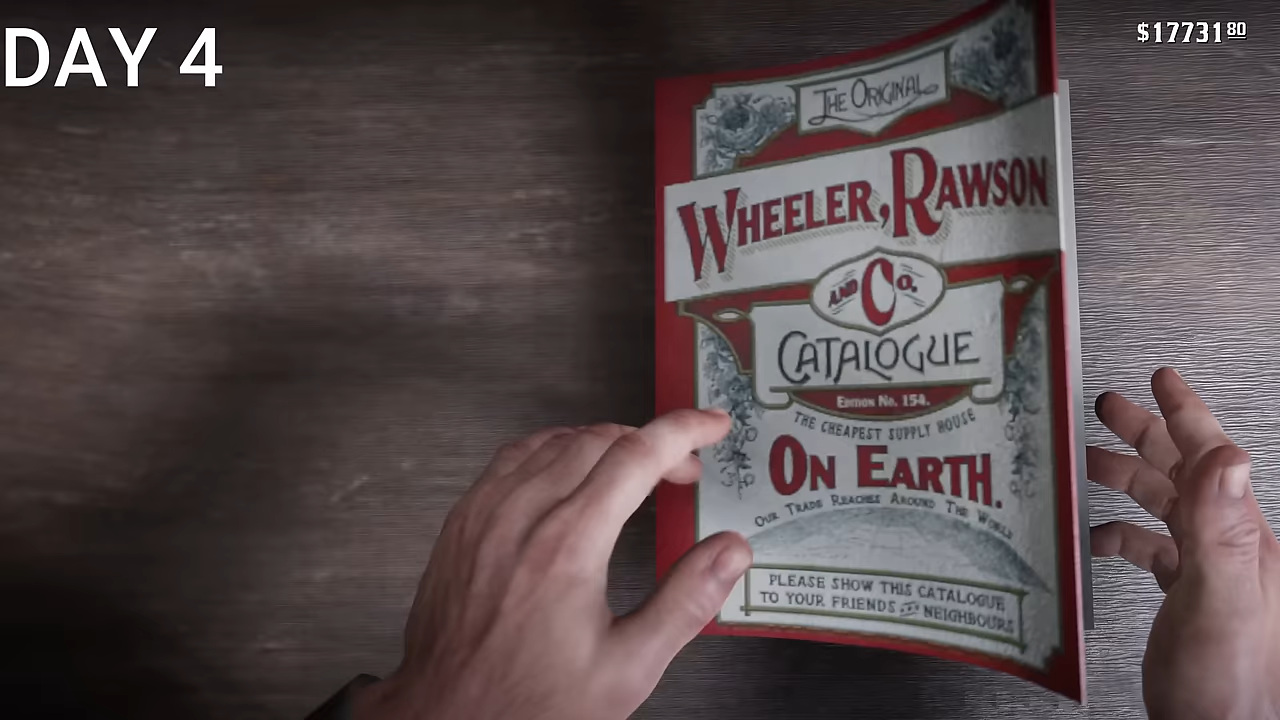 DAY 4
$17731 80
THE ORIGINAL
WHEELER, RAWSON
AND CO.
CATALOGUE
EDITION No. 154.
THE CHEAPEST SUPPLY HOUSE
ON EARTH.
OUR TRADE REACHES AROUND THE WORLD
PLEASE SHOW THIS CATALOGUE
TO YOUR FRIENDS AND NEIGHBOURS